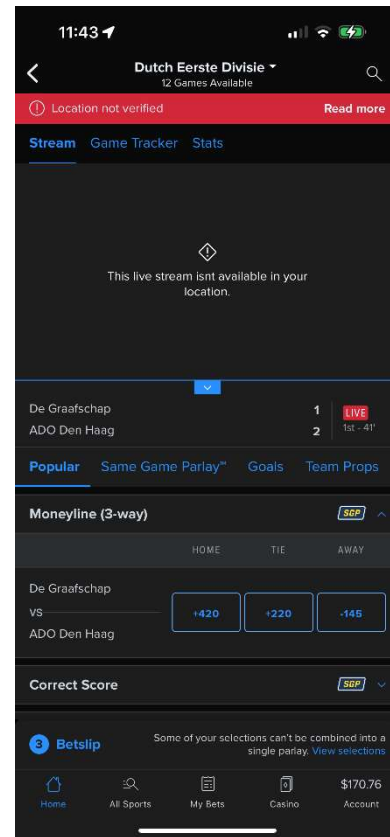 11:43
Dutch Eerste Divisie
12 Games Available
Location not verified Read more
Stream Game Tracker Stats
This live stream isnt available in your
location.
De Graafschap 1 LIVE
ADO Den Haag 2 1st - 41'
Popular Same Game Parlay™ Goals Team Props
Moneyline (3-way) SGP
HOME TIE AWAY
De Graafschap
VS +420 +220 -145
ADO Den Haag
Correct Score SGP
3 Betslip Some of your selections can't be combined into a
single parlay. View selections
Home All Sports My Bets Casino $170.76
Account